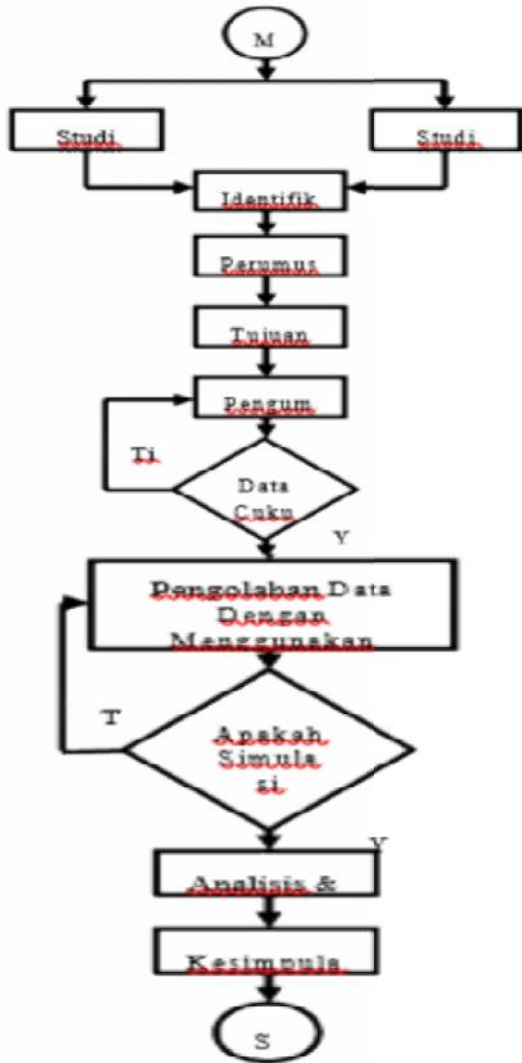 M
Studi
Studi
Identifik
Perumus
Tujuan
Pengum
Ti
Data
Cuku
Y
Pengolahan Data
Dengan
Menggunakan
T
Apakah
Simula
si
Y
Analisis &
Kesimpula
S